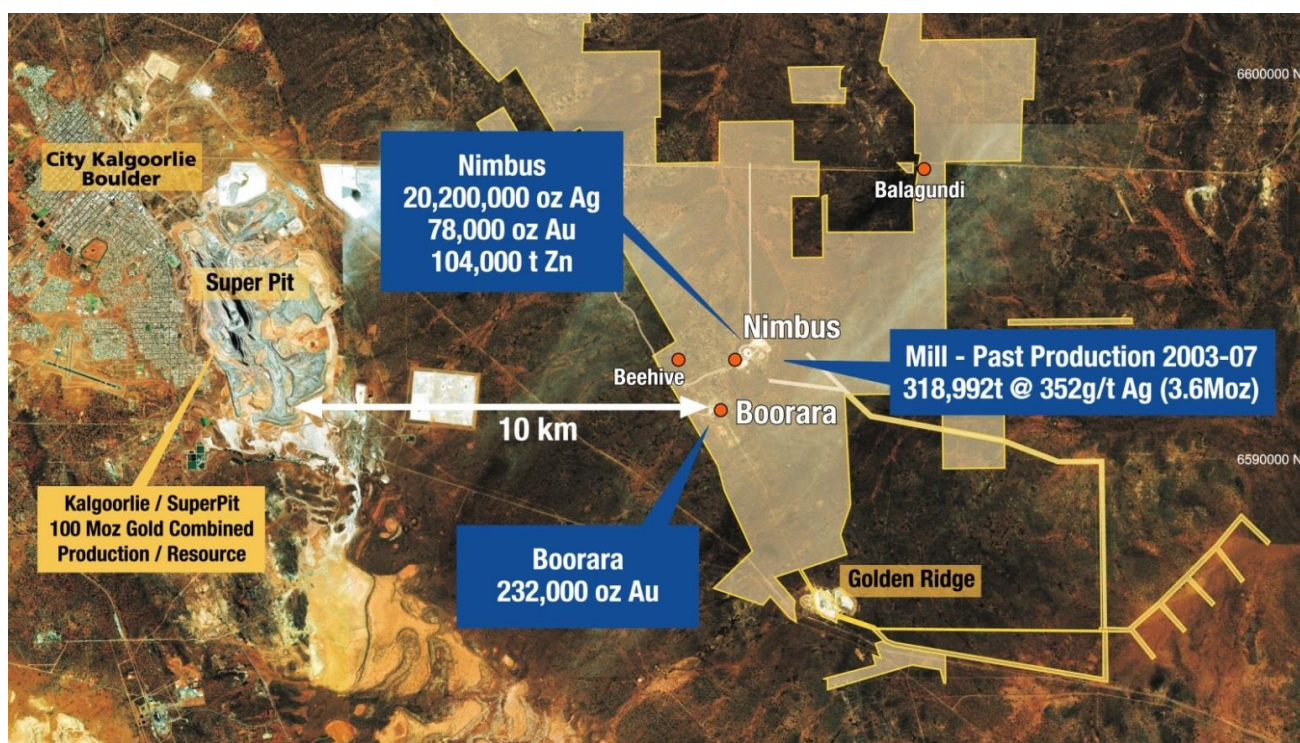 6600000 N
City Kalgoorlie
Boulder
Nimbus
20,200,000 oz Ag
78,000 oz Au
104,000 t Zn
Balagundi
Super Pit
Nimbus
Beehive
Mill - Past Production 2003-07
318,992t @ 352g/t Ag (3.6Moz)
Boorara
10 km
6590000 N
Kalgoorlie / SuperPit
100 Moz Gold Combined
Production / Resource
Boorara
232,000 oz Au
Golden Ridge